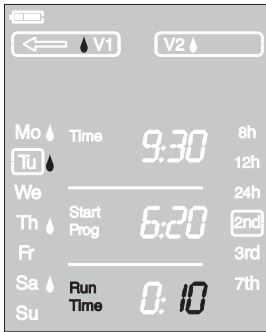 V1 V2
Mo Time 9:30 8h
Tu 12h
We 24h
Th Start Prog 6:20 2nd
Fr 3rd
Sa Run Time 0:10 7th
Su